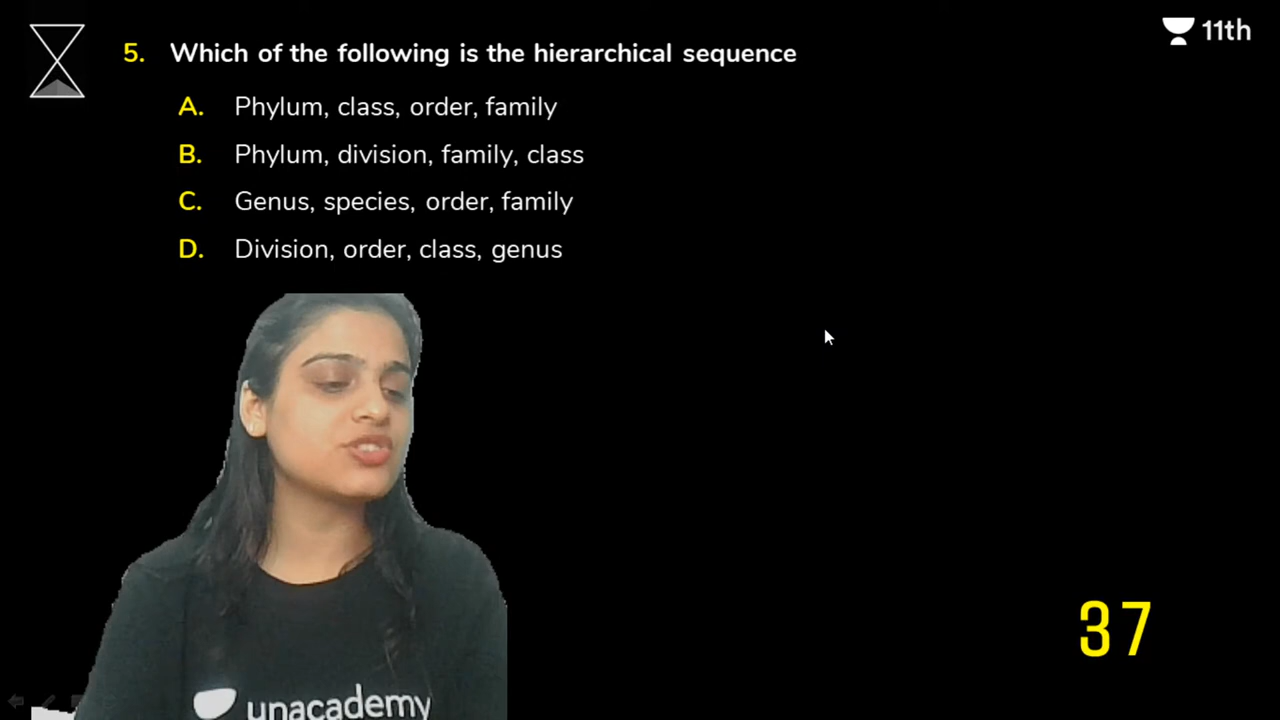 11th
5. Which of the following is the hierarchical sequence
A. Phylum, class, order, family
B. Phylum, division, family, class
C. Genus, species, order, family
D. Division, order, class, genus
unacademy
37